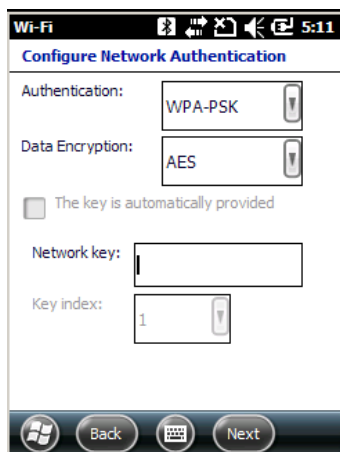 Wi-Fi 5:11
Configure Network Authentication
Authentication:
WPA-PSK
Data Encryption:
AES
The key is automatically provided
Network key:
Key index:
1
Back Next